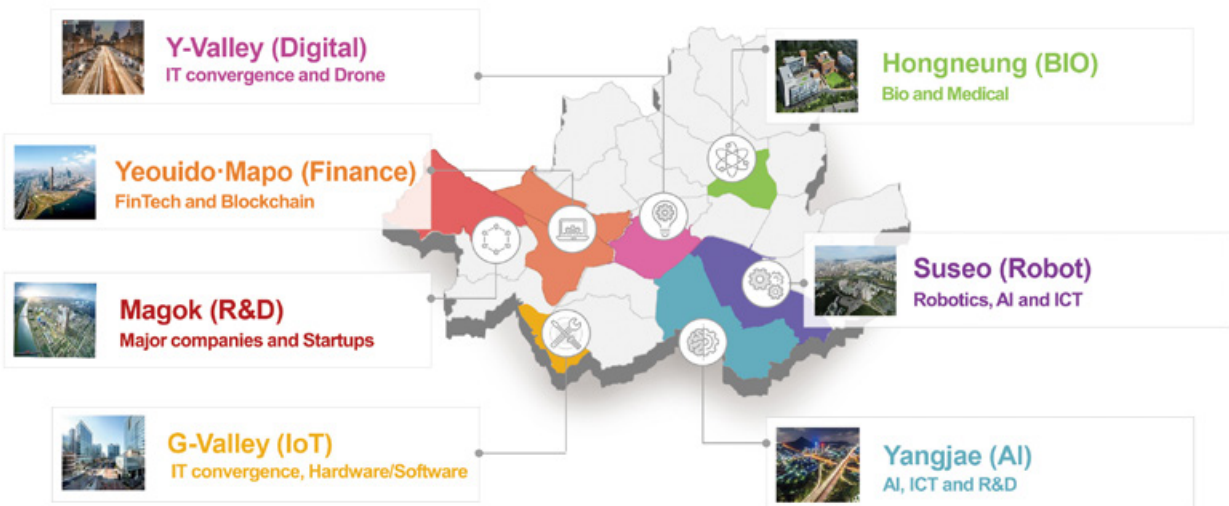 Y-Valley (Digital)
IT convergence and Drone
Hongneung (BIO)
Bio and Medical
Yeouido·Mapo (Finance)
FinTech and Blockchain
Suseo (Robot)
Robotics, AI and ICT
Magok (R&D)
Major companies and Startups
G-Valley (IoT)
IT convergence, Hardware/Software
Yangjae (AI)
AI, ICT and R&D